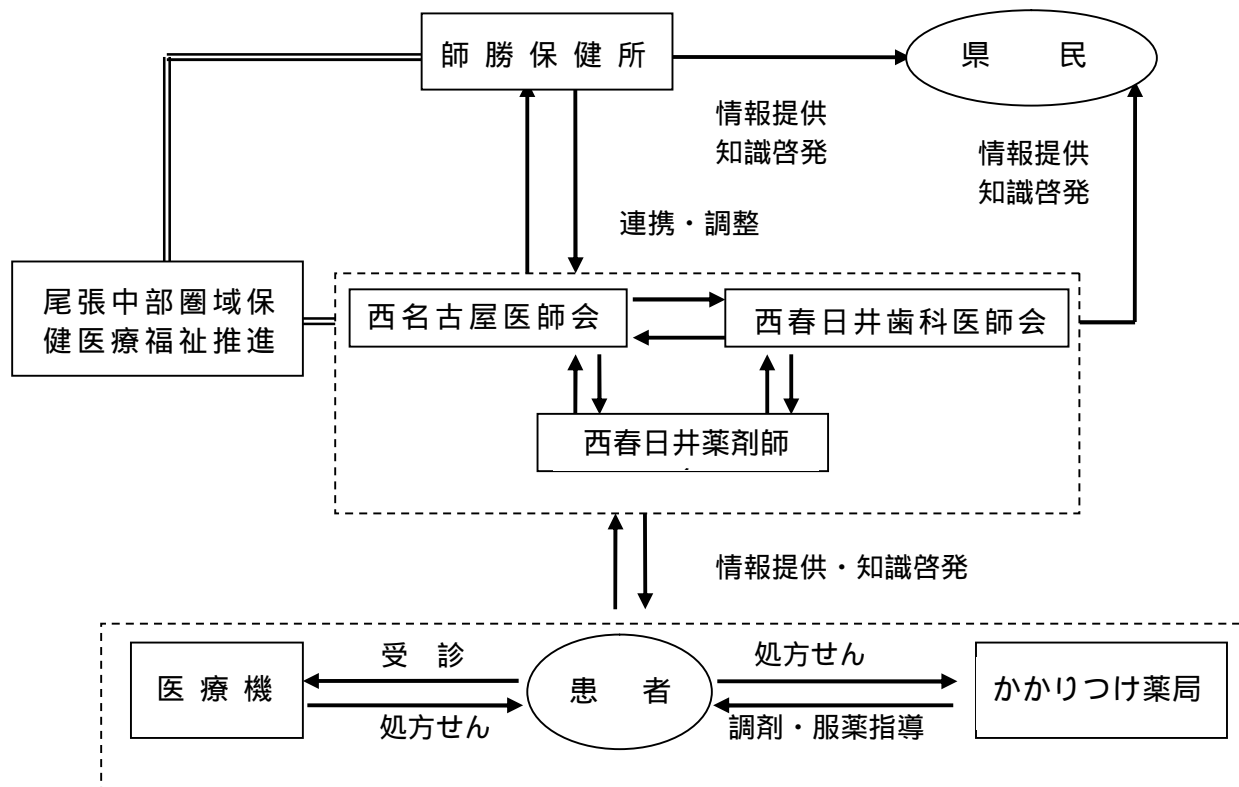 師勝保健所
県 民
情報提供
知識啓発
情報提供
知識啓発
連携・調整
尾張中部圏域保
健医療福祉推進
西名古屋医師会
西春日井歯科医師会
西春日井薬剤師
情報提供・知識啓発
受 診
処方せん
医療機
患 者
かかりつけ薬局
処方せん
調剤・服薬指導